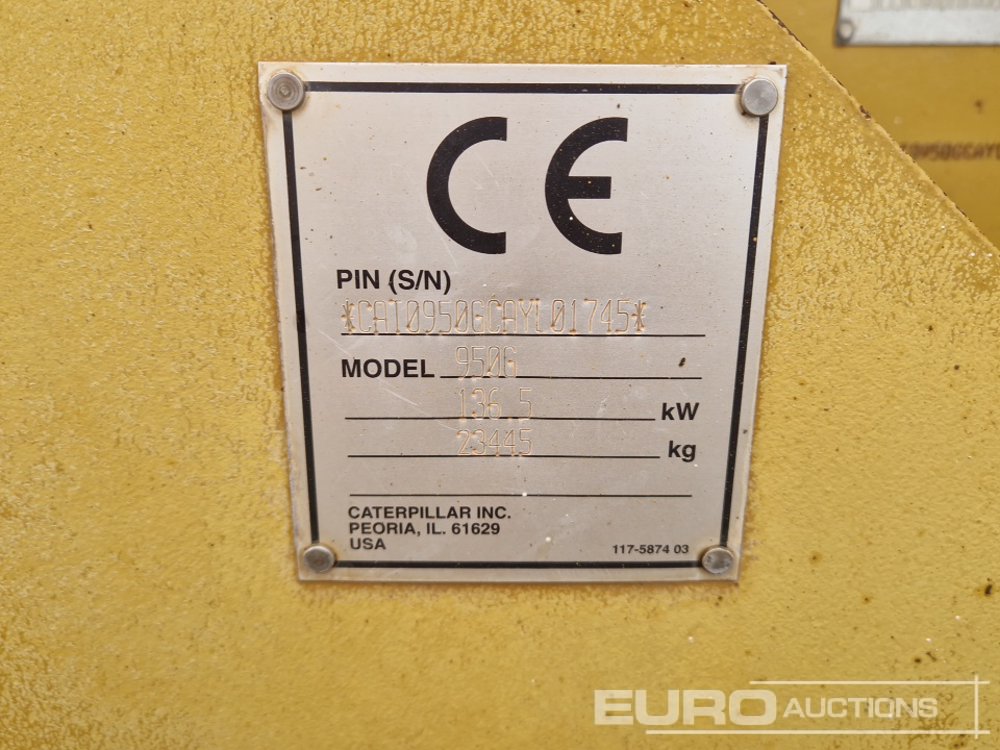 CE
PIN (S/N)
*CAT0950GCAYL01745*
MODEL 950G
136.5 kW
23445 kg
CATERPILLAR INC.
PEORIA, IL. 61629
USA
117-5874 03
EURO AUCTIONS